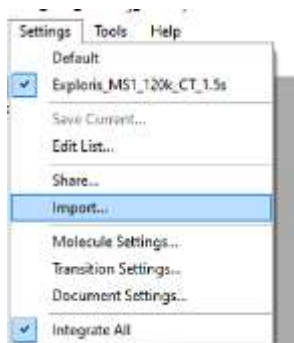 Settings Tools Help
Default
Exploris_MS1_120k_CT_1.5s
Save Current...
Edit List...
Share...
Import...
Molecule Settings...
Transition Settings...
Document Settings...
Integrate All